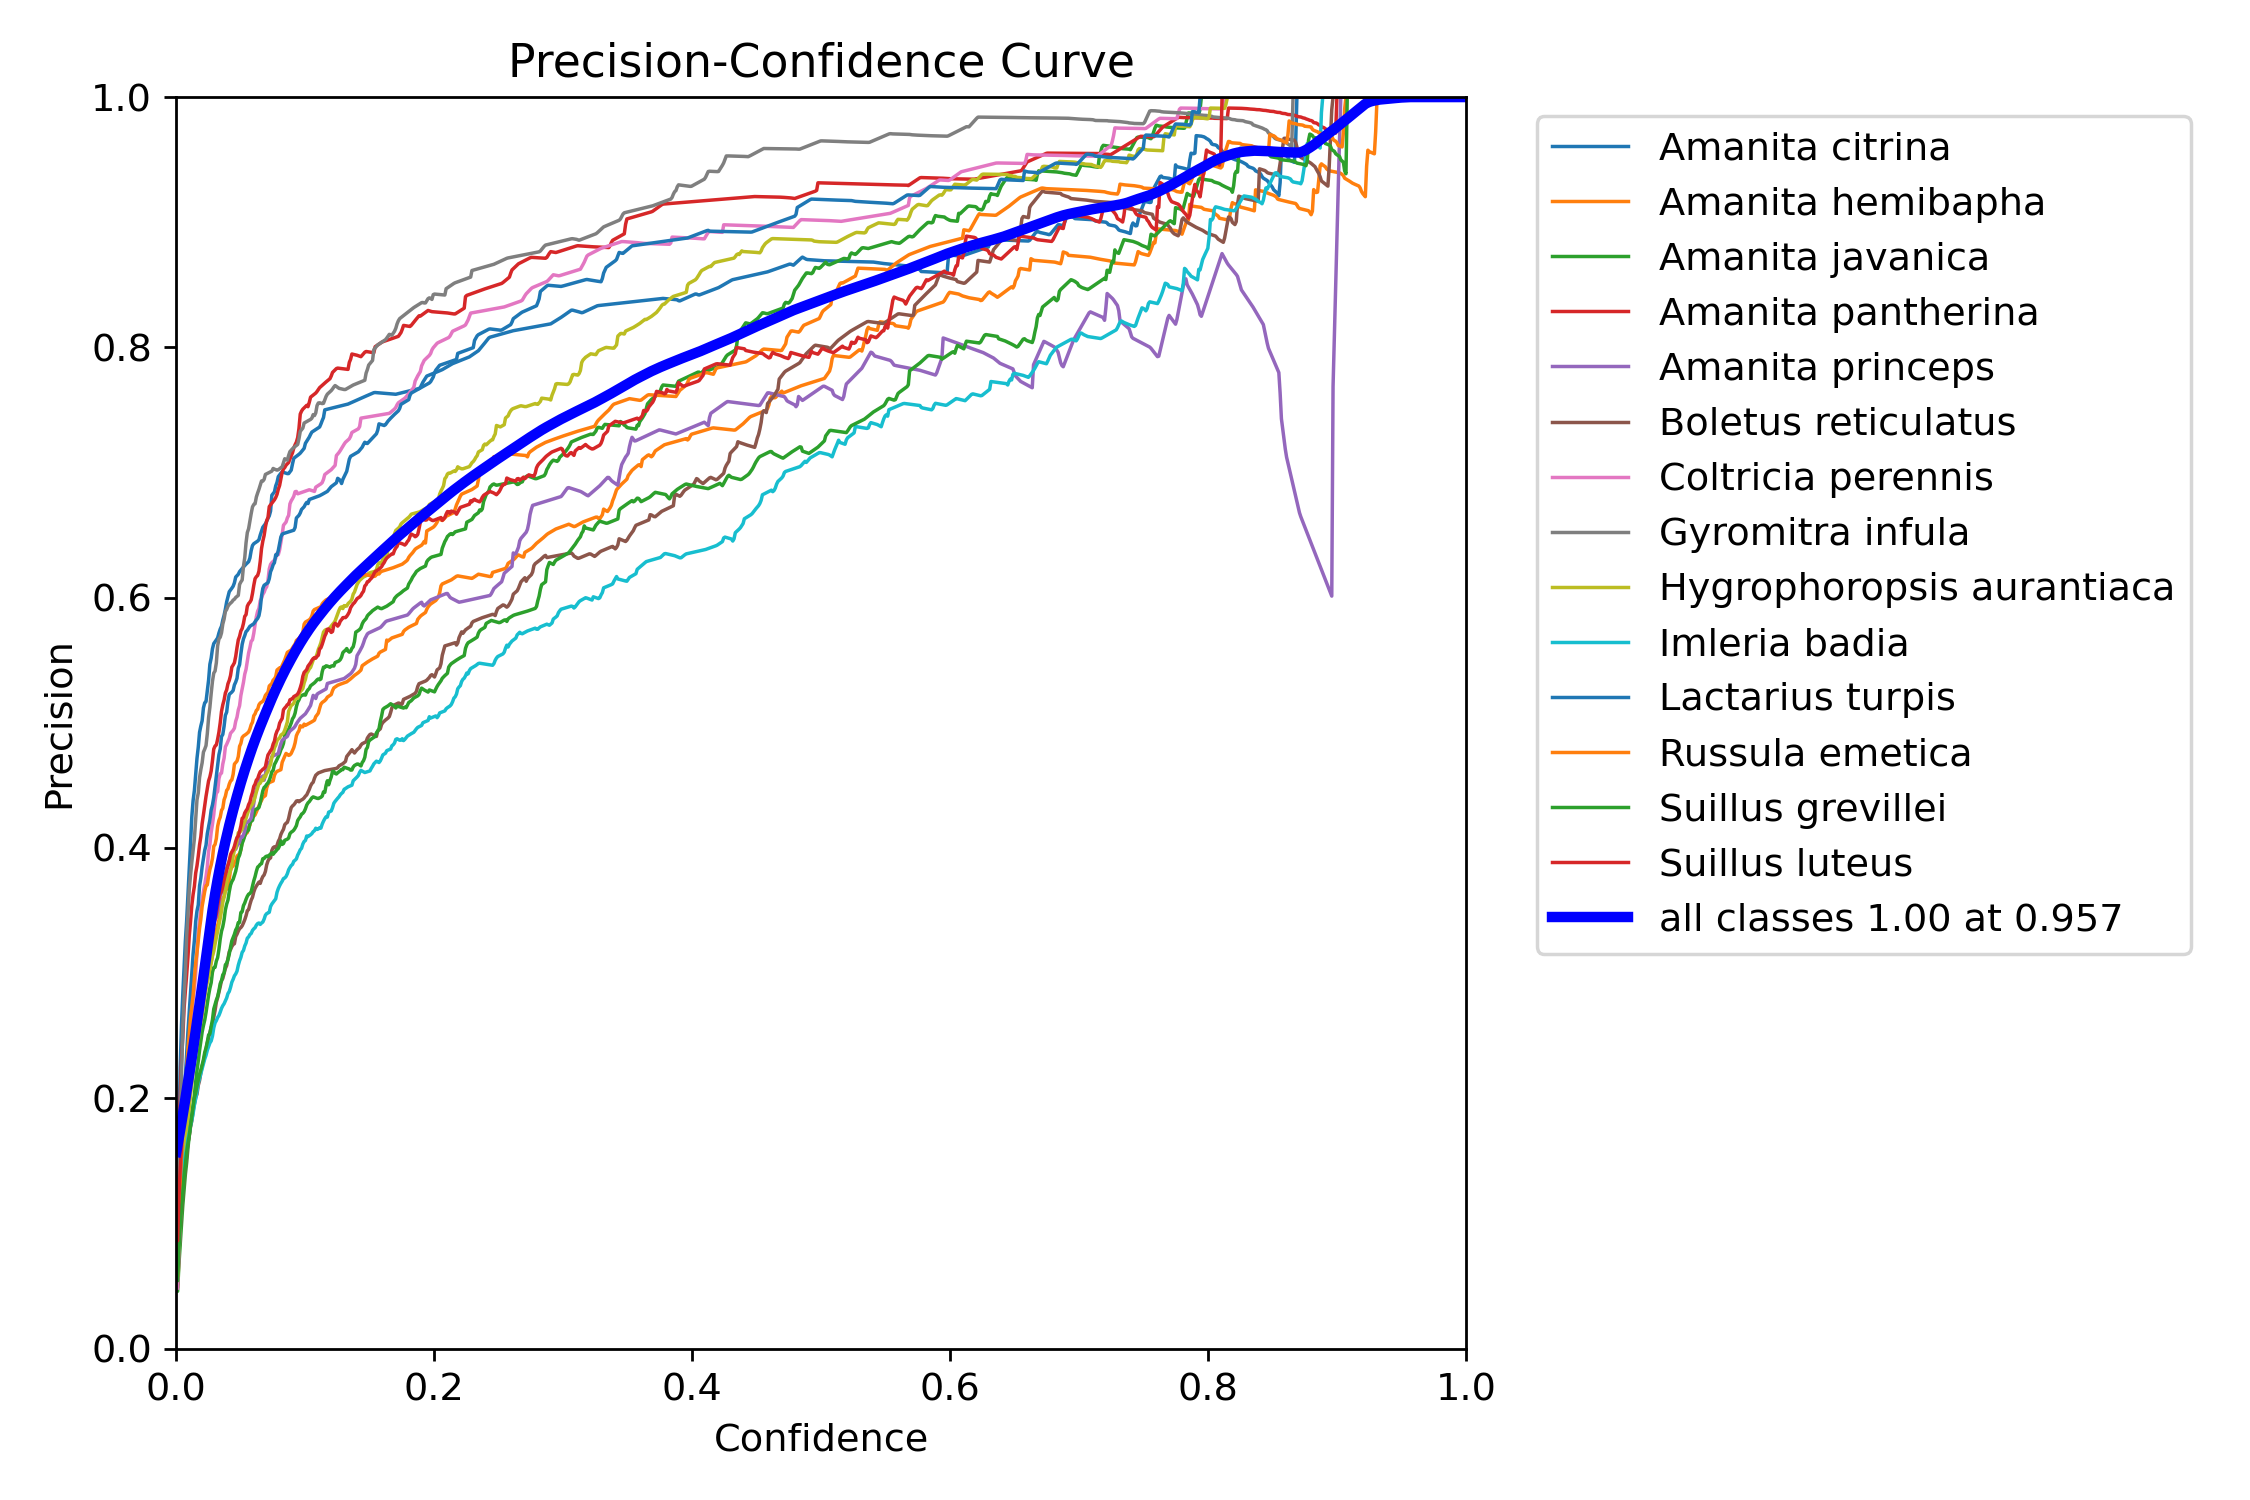 Precision-Confidence Curve
1.0
0.8
0.6
0.4
0.2
0.0
Precision
0.0 0.2 0.4 0.6 0.8 1.0
Confidence
Amanita citrina
Amanita hemibapha
Amanita javanica
Amanita pantherina
Amanita princeps
Boletus reticulatus
Coltricia perennis
Gyromitra infula
Hygrophoropsis aurantiaca
Imleria badia
Lactarius turpis
Russula emetica
Suillus grevillei
Suillus luteus
all classes 1.00 at 0.957